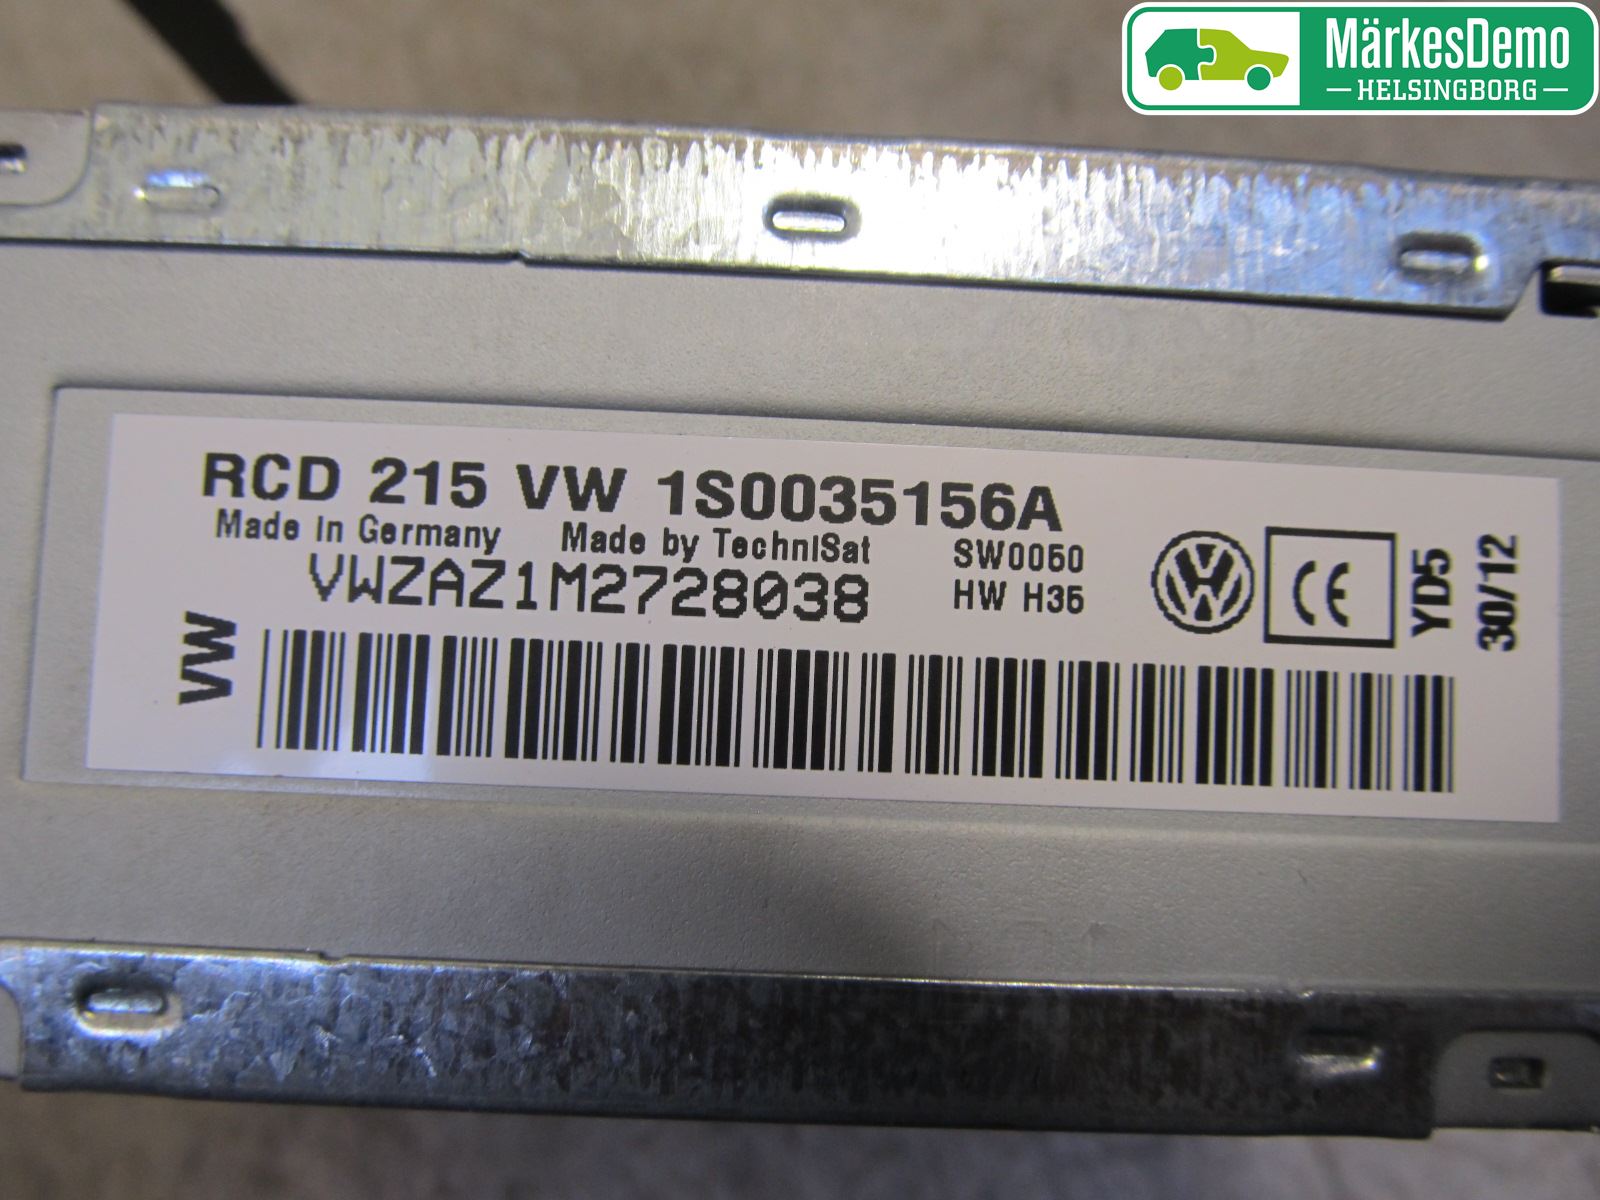 MärkesDemo
HELSINGBORG
RCD 215 VW 1S0035156A
Made in Germany Made by TechniSat SW0050
VWZAZ1M2728038 HW H35
VW
CE
YD5
30/12